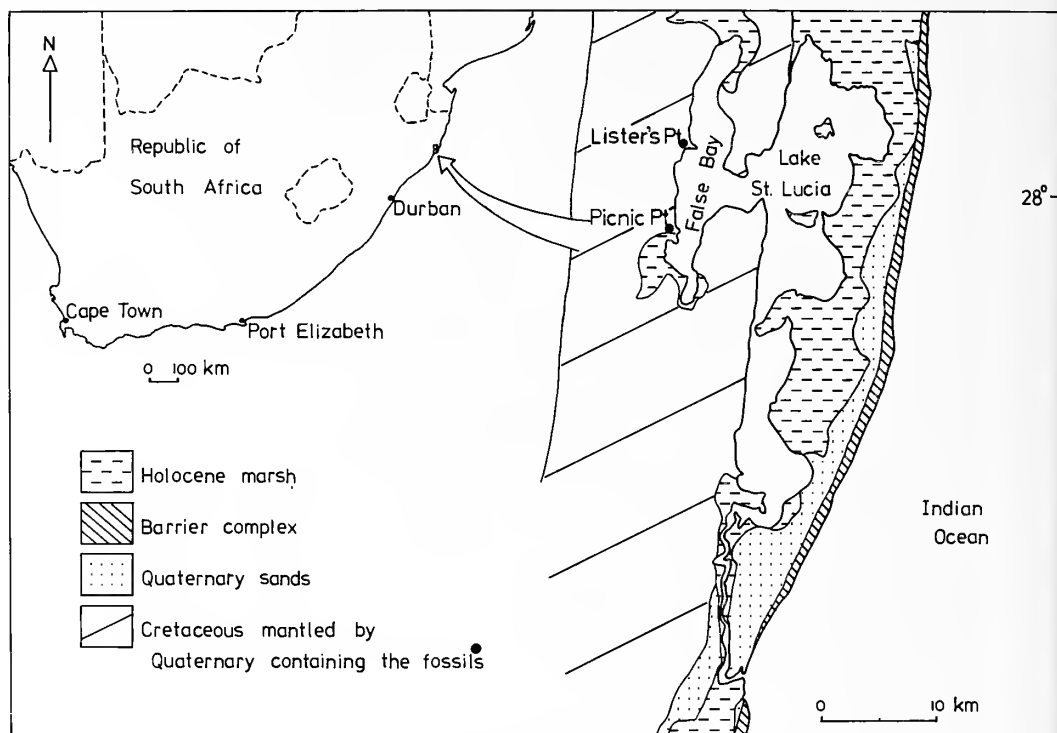 N
Republic of
South Africa
Durban
Cape Town
Port Elizabeth
0 100 km
Lister's Pt.
False Bay
Lake
St. Lucia
28°
Picnic Pt.
Holocene marsh
Barrier complex
Quaternary sands
Cretaceous mantled by
Quaternary containing the fossils
Indian
Ocean
0 10 km